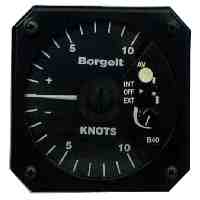 5 10
Borgelt
AV
+
INT
OFF
EXT
-
KNOTS
B40
5 10